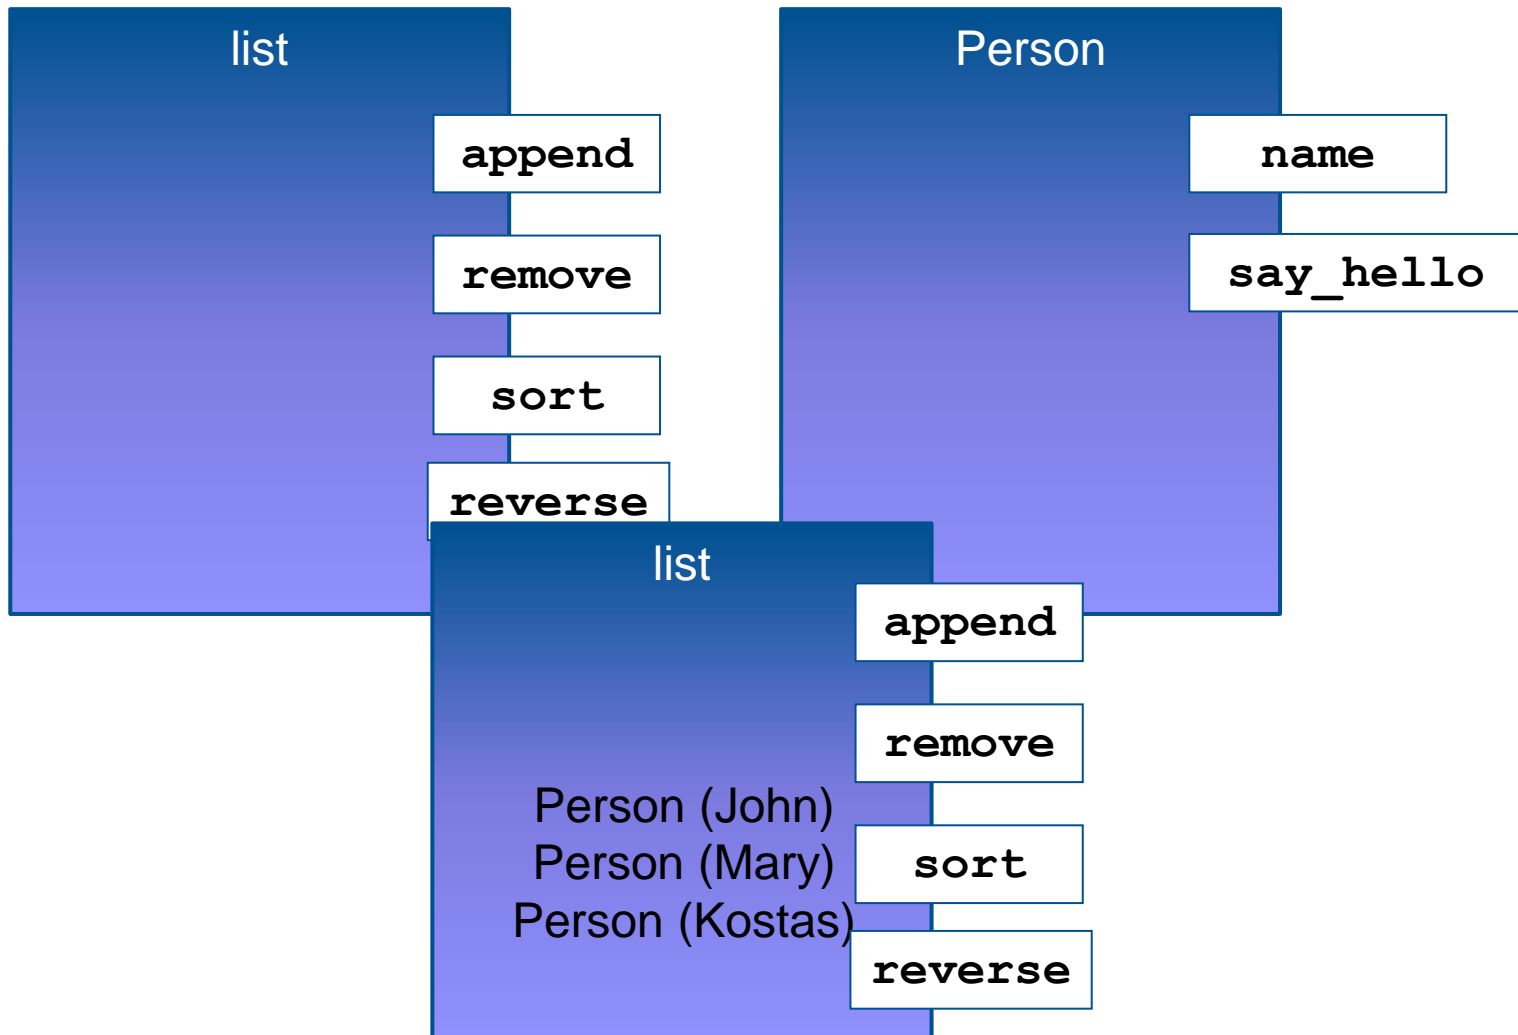 list
append
remove
sort
reverse
Person
name
say_hello
list
append
remove
sort
reverse
Person (John)
Person (Mary)
Person (Kostas)